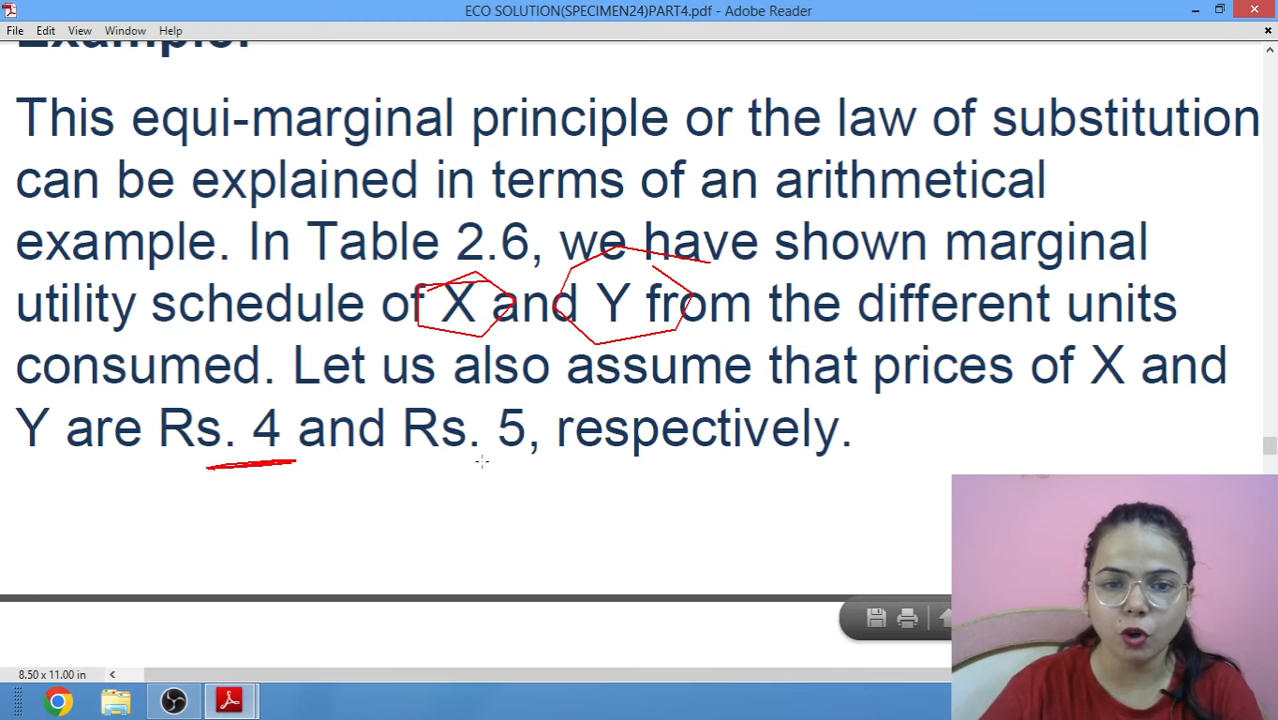 ECO SOLUTION(SPECIMEN24)PART4.pdf - Adobe Reader
File Edit View Window Help
Example:
This equi-marginal principle or the law of substitution
can be explained in terms of an arithmetical
example. In Table 2.6, we have shown marginal
utility schedule of X and Y from the different units
consumed. Let us also assume that prices of X and
Y are Rs. 4 and Rs. 5, respectively.
8.50 x 11.00 in